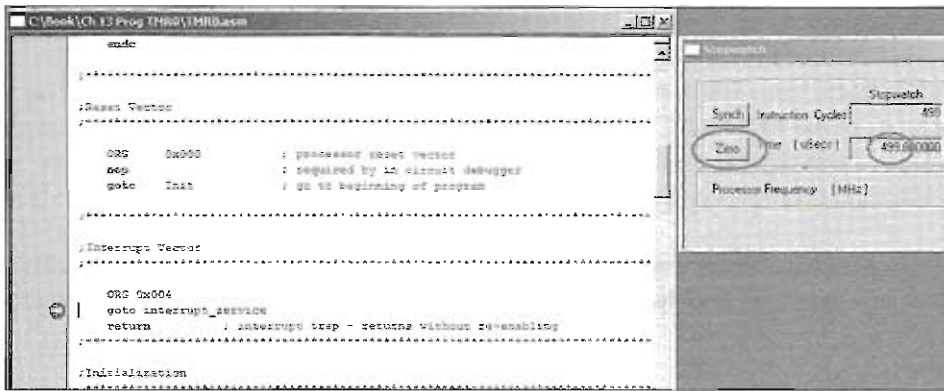 C:\Book\Ch 13 Prog TMR0\TMR0.asm
endc
;Reset Vector
ORG 0x000 ; processor reset vector
nop ; required by in circuit debugger
goto Init ; go to beginning of program
;Interrupt Vector
ORG 0x004
goto interrupt_service
return ; interrupt trap - returns without re-enabling
;Initialization
Stopwatch
Stopwatch
Synch Instruction Cycles 499
Zero Time (uSecs) 499.000000
Processor Frequency (MHz)